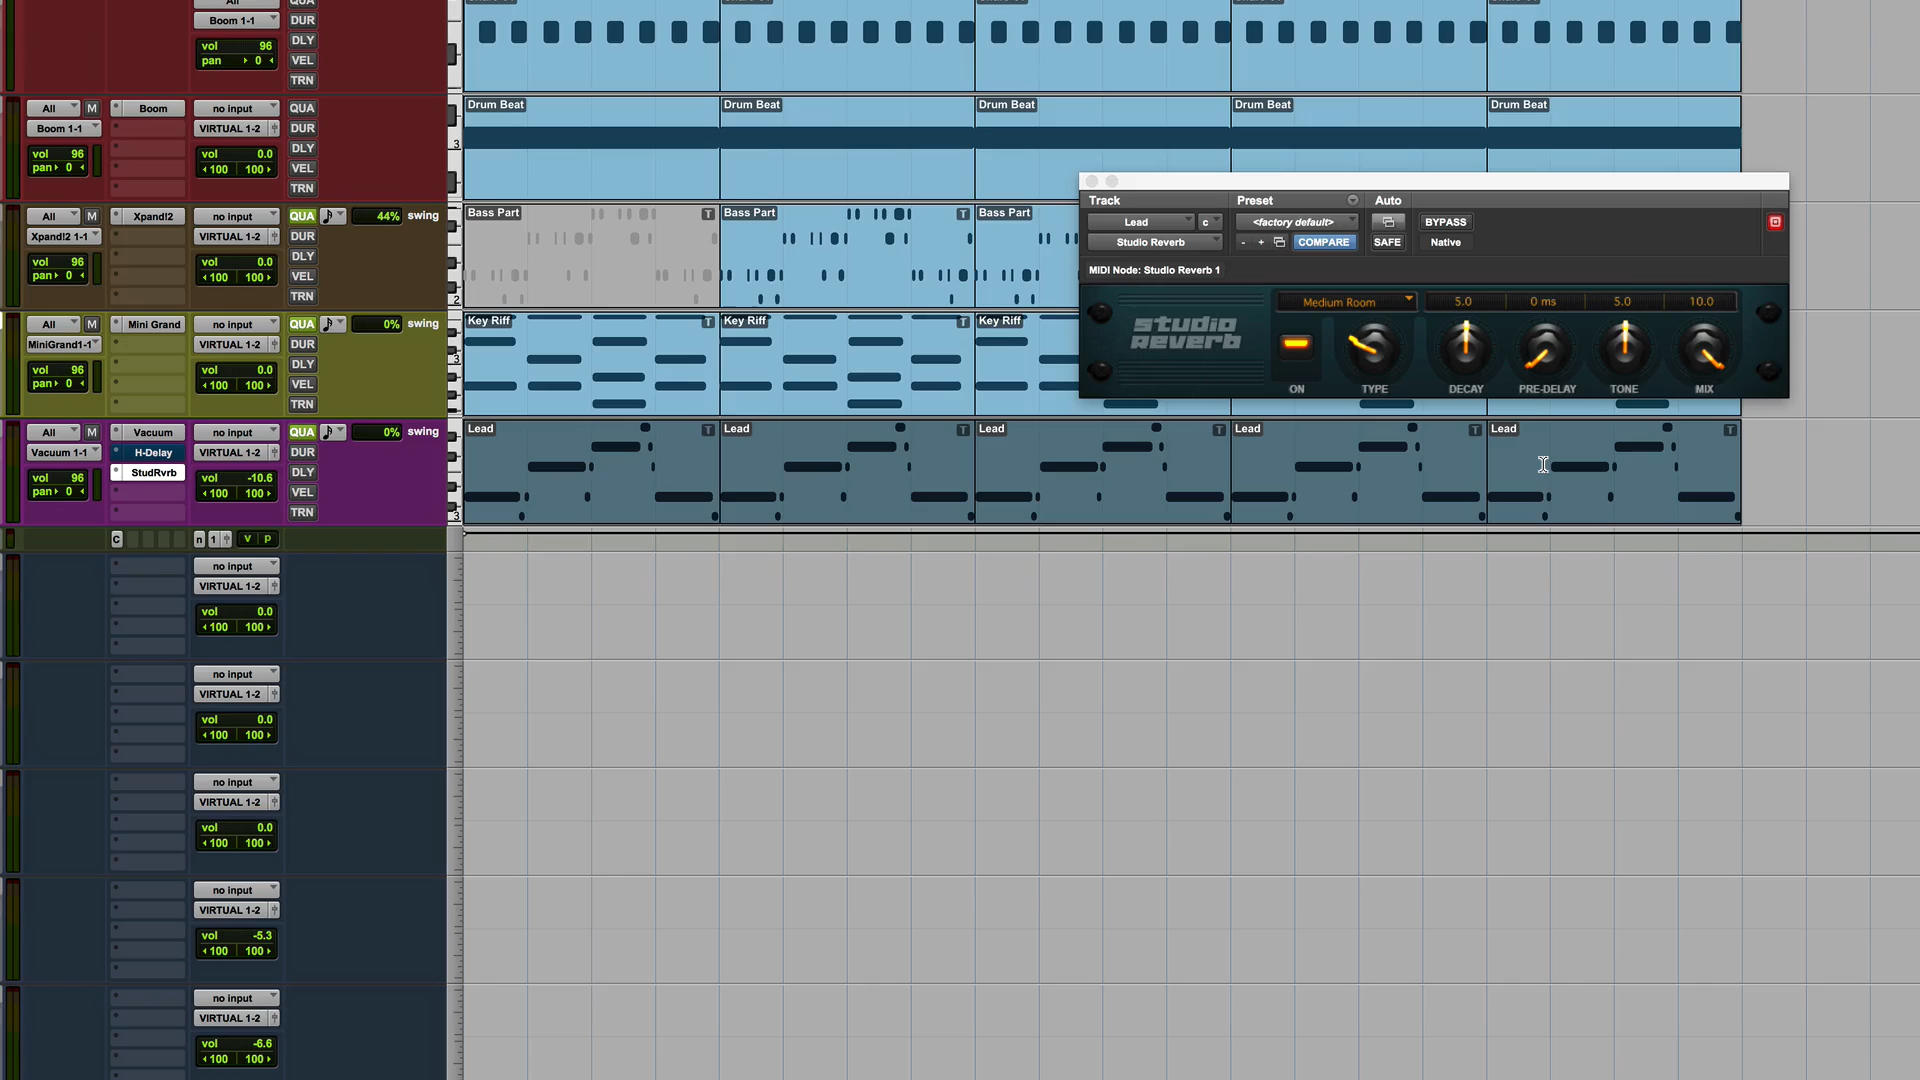 All
QUA
Boom 1-1
DUR
vol 96
pan 0
DLY
VEL
TRN
All M Boom no input QUA
Boom 1-1 VIRTUAL 1-2 DUR
DLY
vol 96 vol 0.0
pan 0 100 100 VEL
TRN
Drum Beat Drum Beat Drum Beat Drum Beat Drum Beat
3
All M Xpand!2 no input QUA 44% swing
Xpand!2 1-1 VIRTUAL 1-2 DUR
DLY
vol 96 vol 0.0
pan 0 100 100 VEL
TRN
Bass Part T Bass Part T Bass Part
2
All M Mini Grand no input QUA 0% swing
MiniGrand1-1 VIRTUAL 1-2 DUR
DLY
vol 96 vol 0.0
pan 0 100 100 VEL
TRN
Key Riff T Key Riff T Key Riff
3
All M Vacuum no input QUA 0% swing
Vacuum 1-1 H-Delay VIRTUAL 1-2 DUR
StudRvrb DLY
vol 96 vol -10.6
pan 0 100 100 VEL
TRN
Lead T Lead T Lead T Lead T Lead T
3
C n 1 v p
no input
VIRTUAL 1-2
vol 0.0
100 100
no input
VIRTUAL 1-2
vol 0.0
100 100
no input
VIRTUAL 1-2
vol 0.0
100 100
no input
VIRTUAL 1-2
vol -5.3
100 100
no input
VIRTUAL 1-2
vol -6.6
100 100
Track Preset Auto
Lead c <factory default> BYPASS
Studio Reverb - + COMPARE SAFE Native
MIDI Node: Studio Reverb 1
Medium Room 5.0 0 ms 5.0 10.0
studio
REVERB
ON TYPE DECAY PRE-DELAY TONE MIX